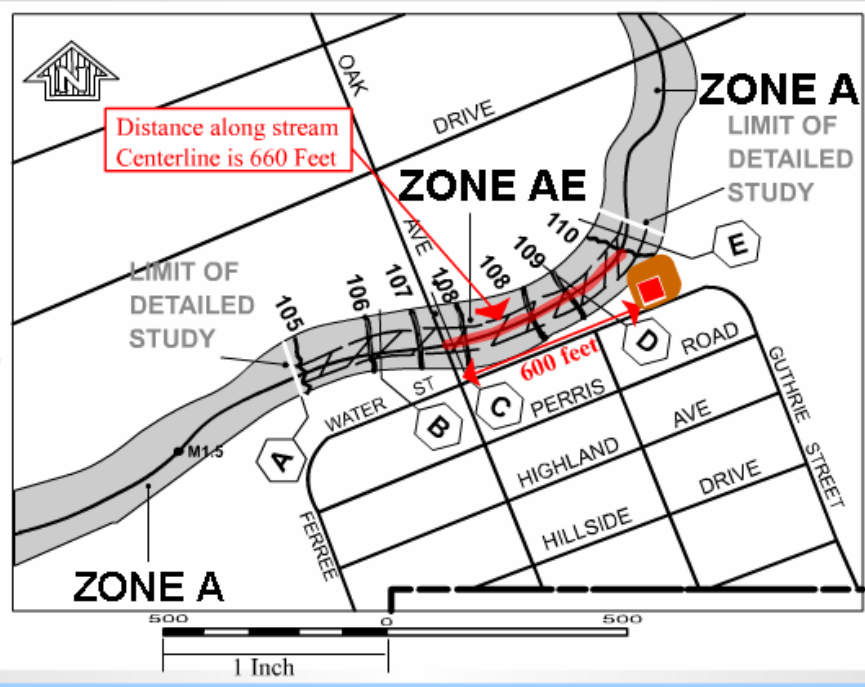 N
OAK
DRIVE
ZONE A
LIMIT OF
DETAILED
STUDY
Distance along stream
Centerline is 660 Feet
ZONE AE
AVE
110
109
108
108
107
106
105
E
LIMIT OF
DETAILED
STUDY
D
600 feet
ROAD
PERRIS
C
ST
WATER
B
A
M1.5
GUTHRIE
STREET
AVE
HIGHLAND
DRIVE
HILLSIDE
FERREE
ZONE A
500
0
500
1 Inch